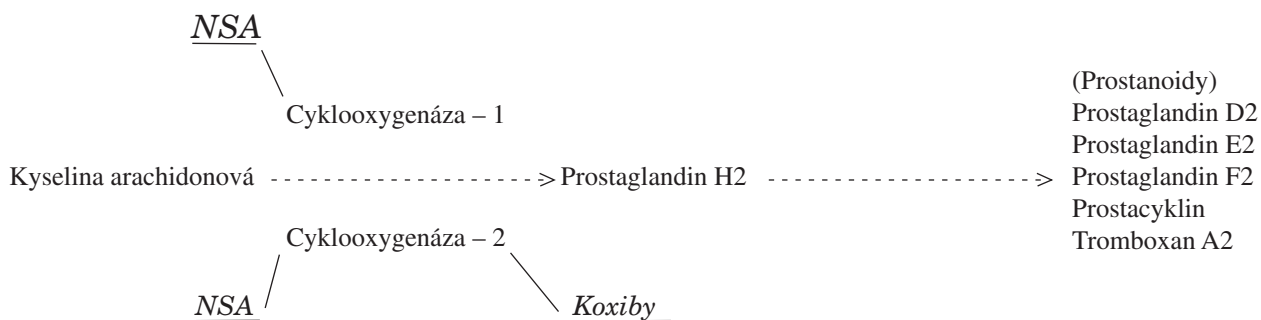 NSA
(Prostanoidy)
Cyklooxygenáza – 1
Prostaglandin D2
Prostaglandin E2
Kyselina arachidonová
Prostaglandin H2
Prostaglandin F2
Prostacyklin
Cyklooxygenáza – 2
Tromboxan A2
NSA
Koxiby